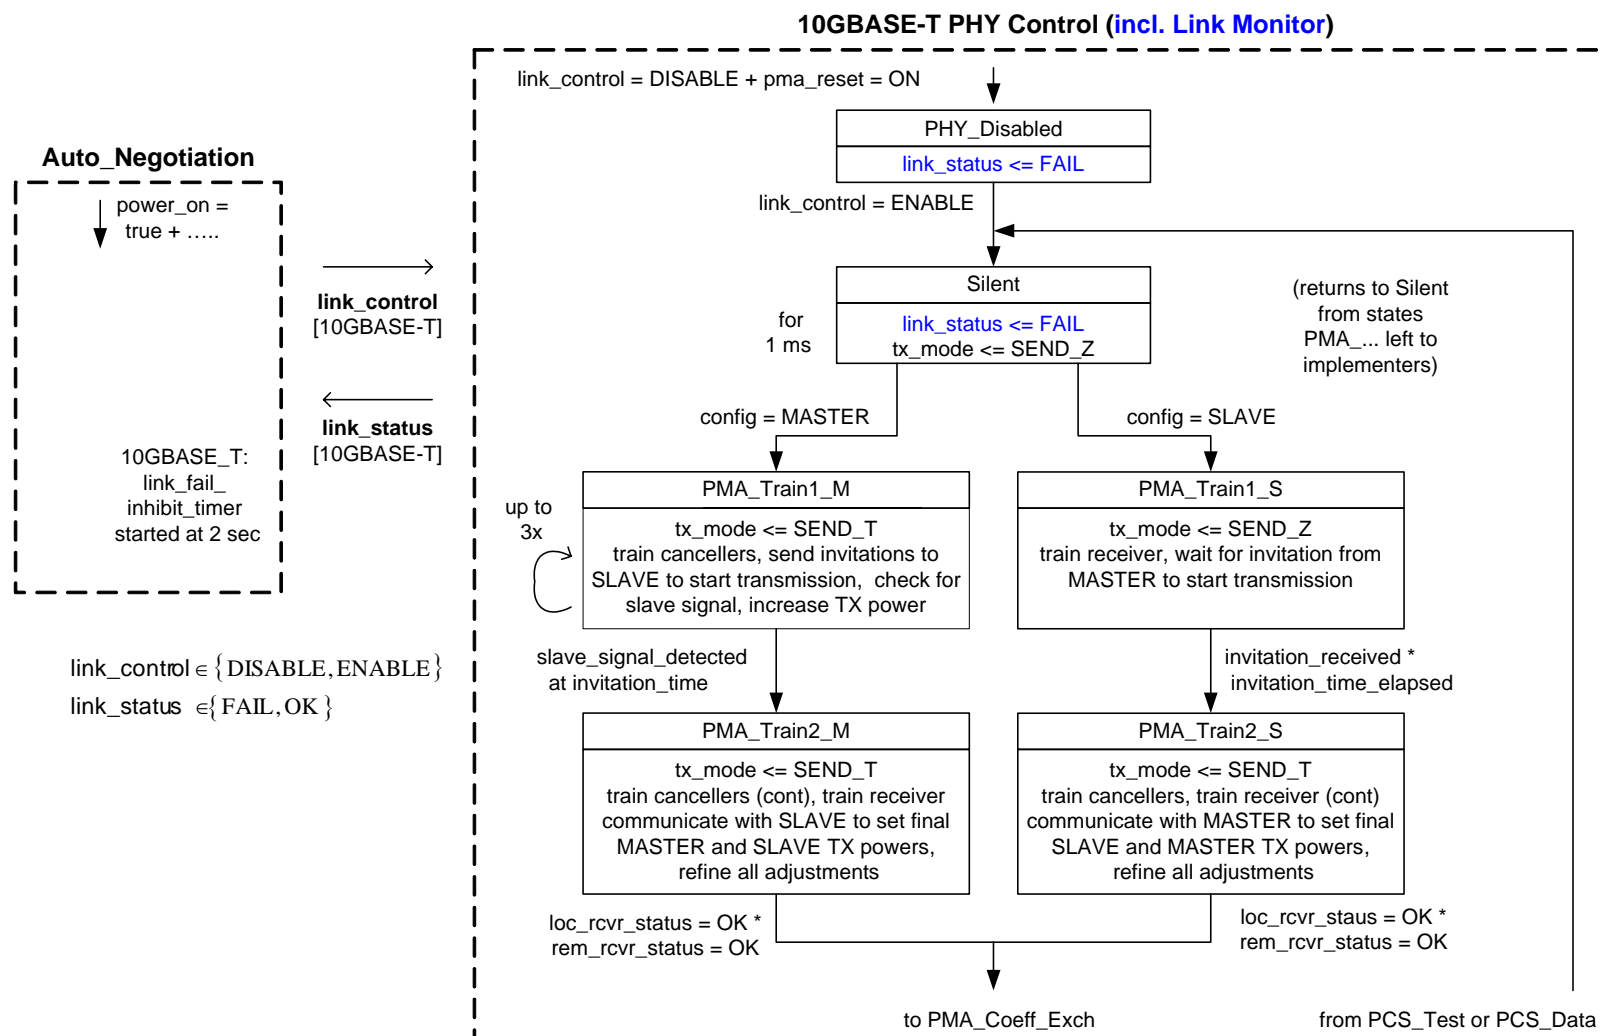 10GBASE-T PHY Control (incl. Link Monitor)
link_control = DISABLE + pma_reset = ON
PHY_Disabled
link_status <= FAIL
link_control = ENABLE
Auto_Negotiation
power_on =
true + …..
link_control
[10GBASE-T]
link_status
[10GBASE-T]
10GBASE_T:
link_fail_
inhibit_timer
started at 2 sec
link_control ∈ {DISABLE, ENABLE}
link_status ∈ {FAIL, OK}
Silent
for
1 ms
link_status <= FAIL
tx_mode <= SEND_Z
(returns to Silent
from states
PMA_... left to
implementers)
config = MASTER
config = SLAVE
PMA_Train1_M
up to
3x
tx_mode <= SEND_T
train cancellers, send invitations to
SLAVE to start transmission, check for
slave signal, increase TX power
PMA_Train1_S
tx_mode <= SEND_Z
train receiver, wait for invitation from
MASTER to start transmission
slave_signal_detected
at invitation_time
invitation_received *
invitation_time_elapsed
PMA_Train2_M
tx_mode <= SEND_T
train cancellers (cont), train receiver
communicate with SLAVE to set final
MASTER and SLAVE TX powers,
refine all adjustments
PMA_Train2_S
tx_mode <= SEND_T
train cancellers, train receiver (cont)
communicate with MASTER to set final
SLAVE and MASTER TX powers,
refine all adjustments
loc_rcvr_status = OK *
rem_rcvr_status = OK
loc_rcvr_staus = OK *
rem_rcvr_status = OK
to PMA_Coeff_Exch
from PCS_Test or PCS_Data